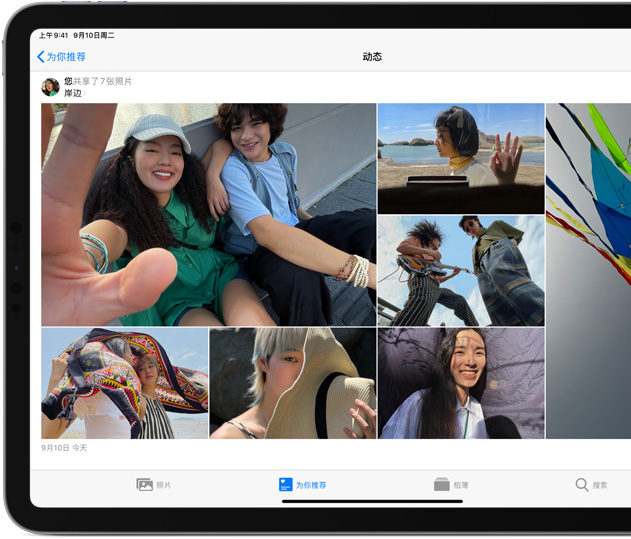 上午9:41 9月10日周二
为你推荐
动态
您共享了7张照片
岸边
9月10日 今天
照片
为你推荐
相簿
搜索